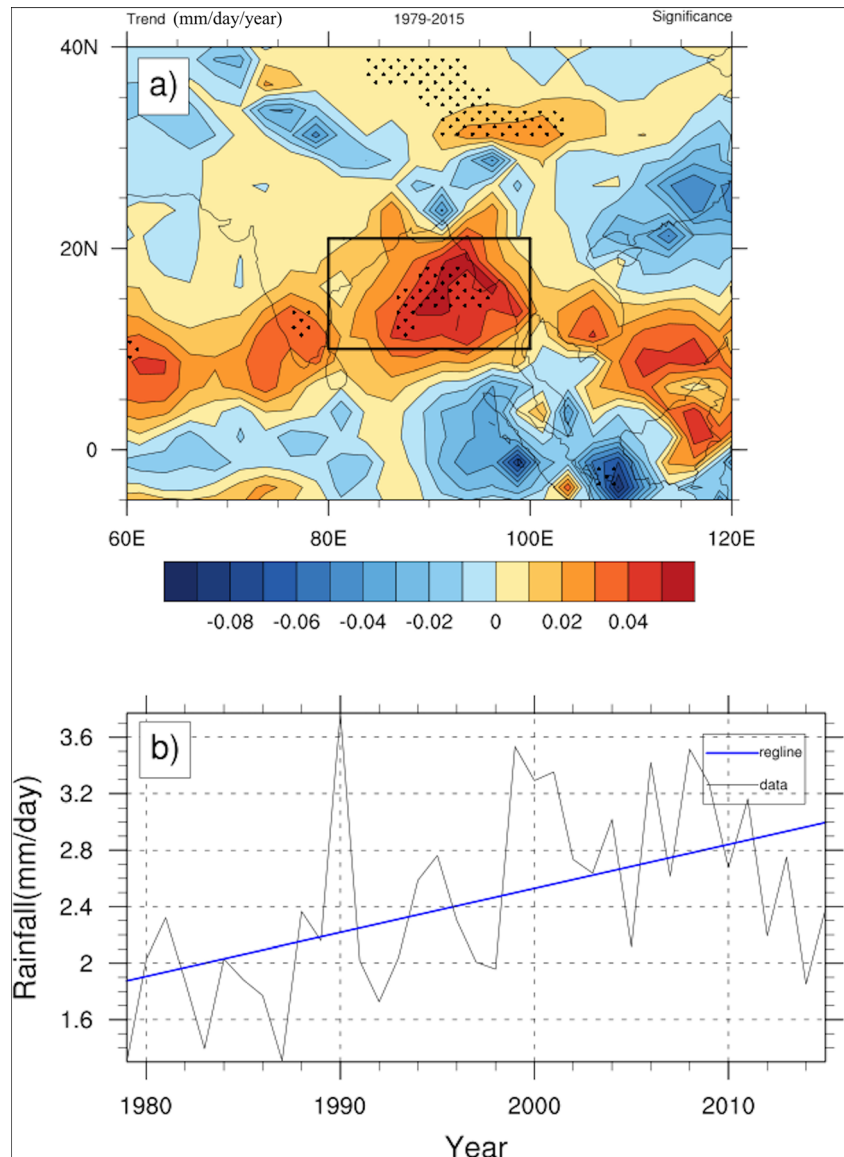 Trend (mm/day/year) 1979-2015 Significance
40N
a)
20N
0
60E 80E 100E 120E
-0.08 -0.06 -0.04 -0.02 0 0.02 0.04
b)
3.6
regline
data
3.2
2.8
2.4
2
1.6
Rainfall(mm/day)
1980 1990 2000 2010
Year